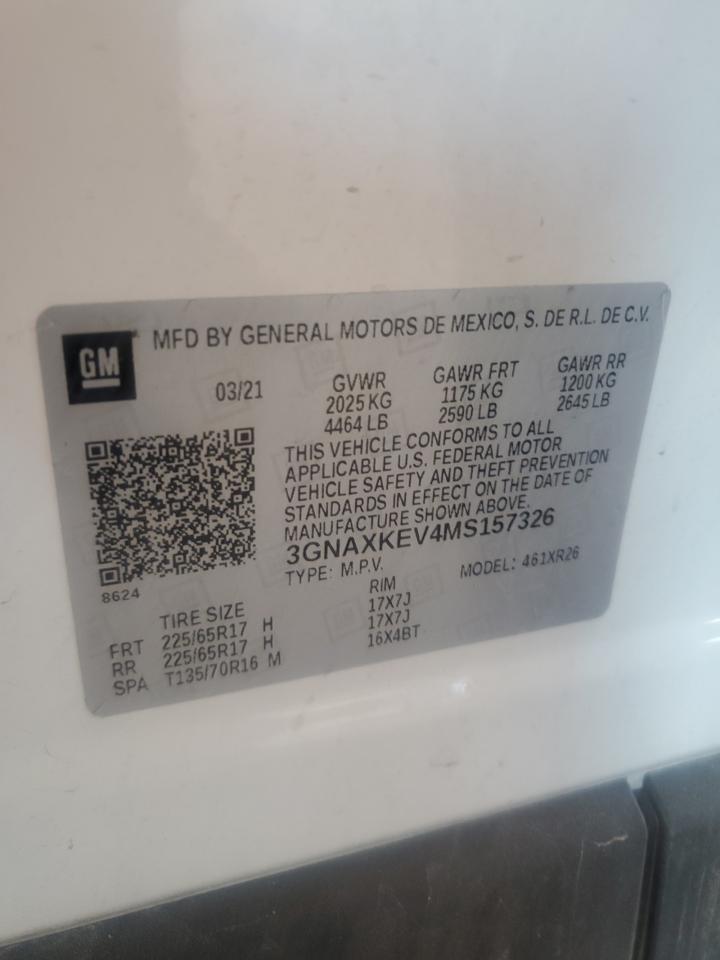 GM
MFD BY GENERAL MOTORS DE MEXICO, S. DE R.L. DE C.V.
03/21 GVWR GAWR FRT GAWR RR
2025 KG 1175 KG 1200 KG
4464 LB 2590 LB 2645 LB
THIS VEHICLE CONFORMS TO ALL
APPLICABLE U.S. FEDERAL MOTOR
VEHICLE SAFETY AND THEFT PREVENTION
STANDARDS IN EFFECT ON THE DATE OF
MANUFACTURE SHOWN ABOVE.
3GNAXKEV4MS157326
TYPE: M.P.V. MODEL: 461XR26
8624
TIRE SIZE RIM
FRT 225/65R17 H 17X7J
RR 225/65R17 H 17X7J
SPA T135/70R16 M 16X4BT